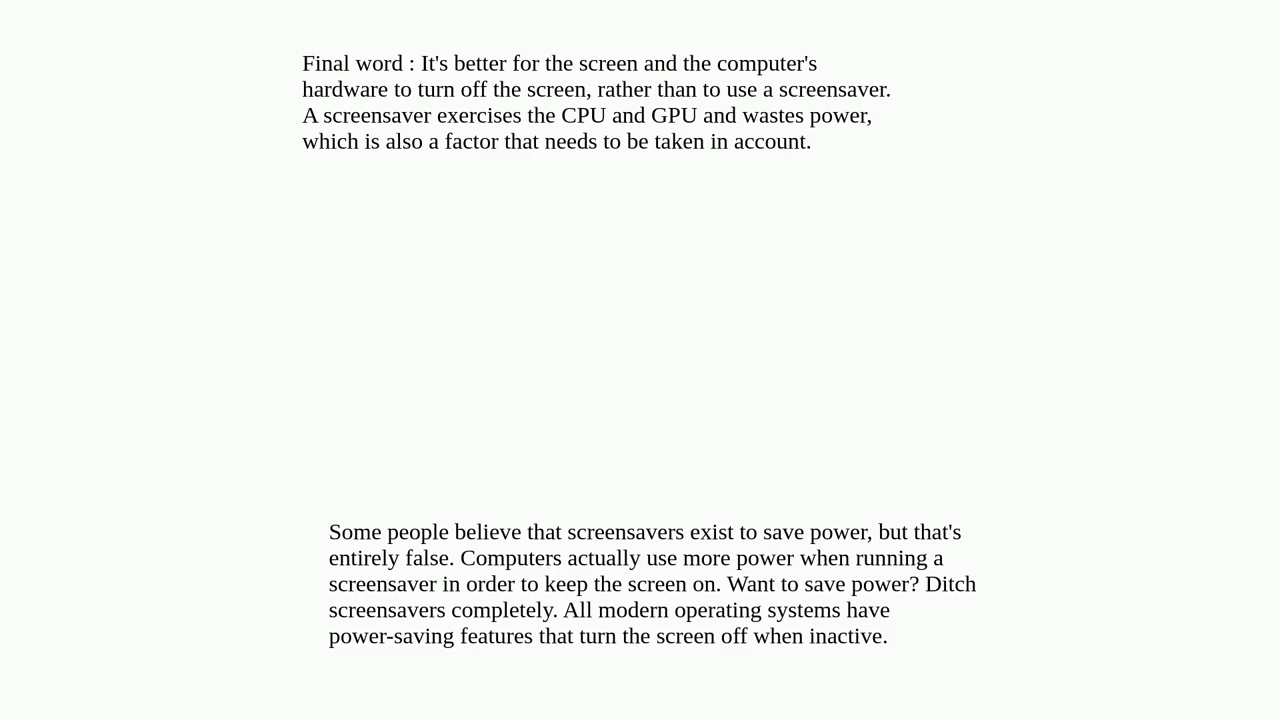 Final word : It's better for the screen and the computer's
hardware to turn off the screen, rather than to use a screensaver.
A screensaver exercises the CPU and GPU and wastes power,
which is also a factor that needs to be taken in account.
Some people believe that screensavers exist to save power, but that's
entirely false. Computers actually use more power when running a
screensaver in order to keep the screen on. Want to save power? Ditch
screensavers completely. All modern operating systems have
power-saving features that turn the screen off when inactive.